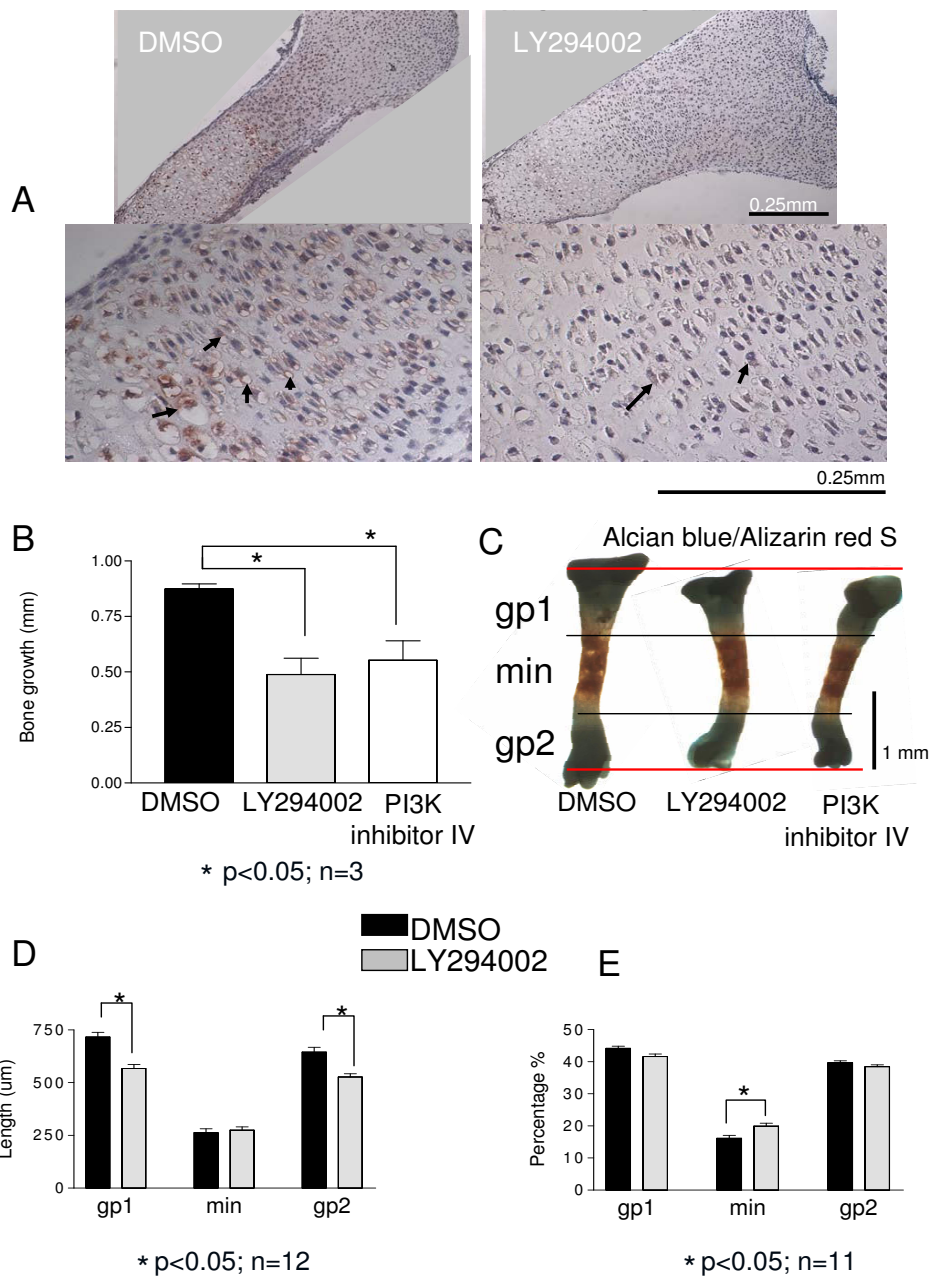 DMSO
LY294002
A
0.25mm
0.25mm
B
*
*
1.00
0.75
0.50
0.25
0.00
Bone growth (mm)
DMSO
LY294002
PI3K
inhibitor IV
* p<0.05; n=3
C
Alcian blue/Alizarin red S
gp1
min
gp2
1 mm
DMSO
LY294002
PI3K
inhibitor IV
DMSO
LY294002
D
*
*
750
500
250
0
Length (um)
gp1
min
gp2
* p<0.05; n=12
E
*
50
40
30
20
10
0
Percentage %
gp1
min
gp2
* p<0.05; n=11